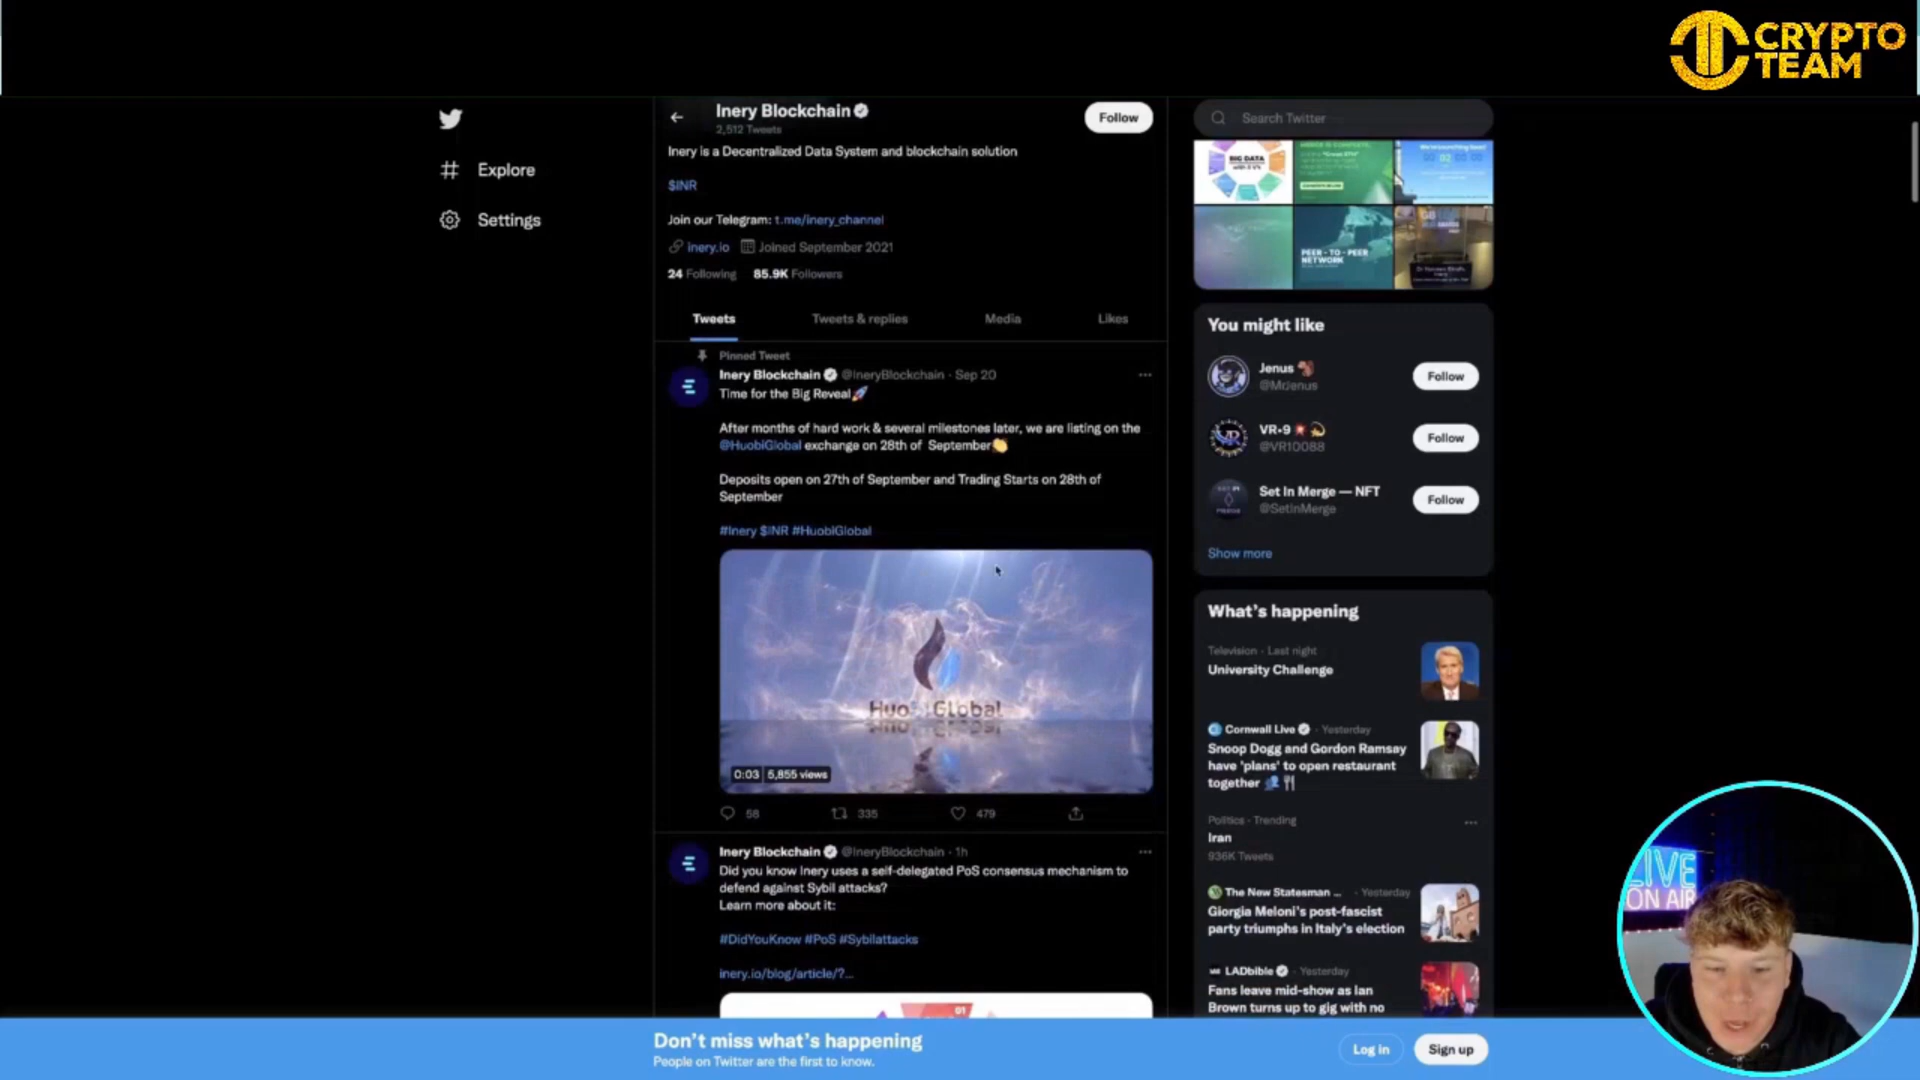 CRYPTO
TEAM
Inery Blockchain
2,512 Tweets
Follow
Inery is a Decentralized Data System and blockchain solution
$INR
Join our Telegram: t.me/inery_channel
inery.io Joined September 2021
24 Following 85.9K Followers
Tweets Tweets & replies Media Likes
Pinned Tweet
Inery Blockchain @IneryBlockchain · Sep 20
Time for the Big Reveal🚀
After months of hard work & several milestones later, we are listing on the
@HuobiGlobal exchange on 28th of September👏
Deposits open on 27th of September and Trading Starts on 28th of
September
#Inery $INR #HuobiGlobal
Global
0:03 5,855 views
58 335 479
Inery Blockchain @IneryBlockchain · 1h
Did you know Inery uses a self-delegated PoS consensus mechanism to
defend against Sybil attacks?
Learn more about it:
#DidYouKnow #PoS #Sybilattacks
inery.io/blog/article/?...
01
Explore
Settings
Search Twitter
BIG DATA
PEER - TO - PEER
NETWORK
You might like
Jenus
@MrJenus
Follow
VR•9
@VR10088
Follow
Set In Merge — NFT
@SetInMerge
Follow
Show more
What's happening
Television · Last night
University Challenge
Cornwall Live · Yesterday
Snoop Dogg and Gordon Ramsay
have 'plans' to open restaurant
together
Politics · Trending
Iran
936K Tweets
The New Statesman ... · Yesterday
Giorgia Meloni's post-fascist
party triumphs in Italy's election
LADbible · Yesterday
Fans leave mid-show as Ian
Brown turns up to gig with no
LIVE
ON AIR
Don't miss what's happening
People on Twitter are the first to know.
Log in
Sign up